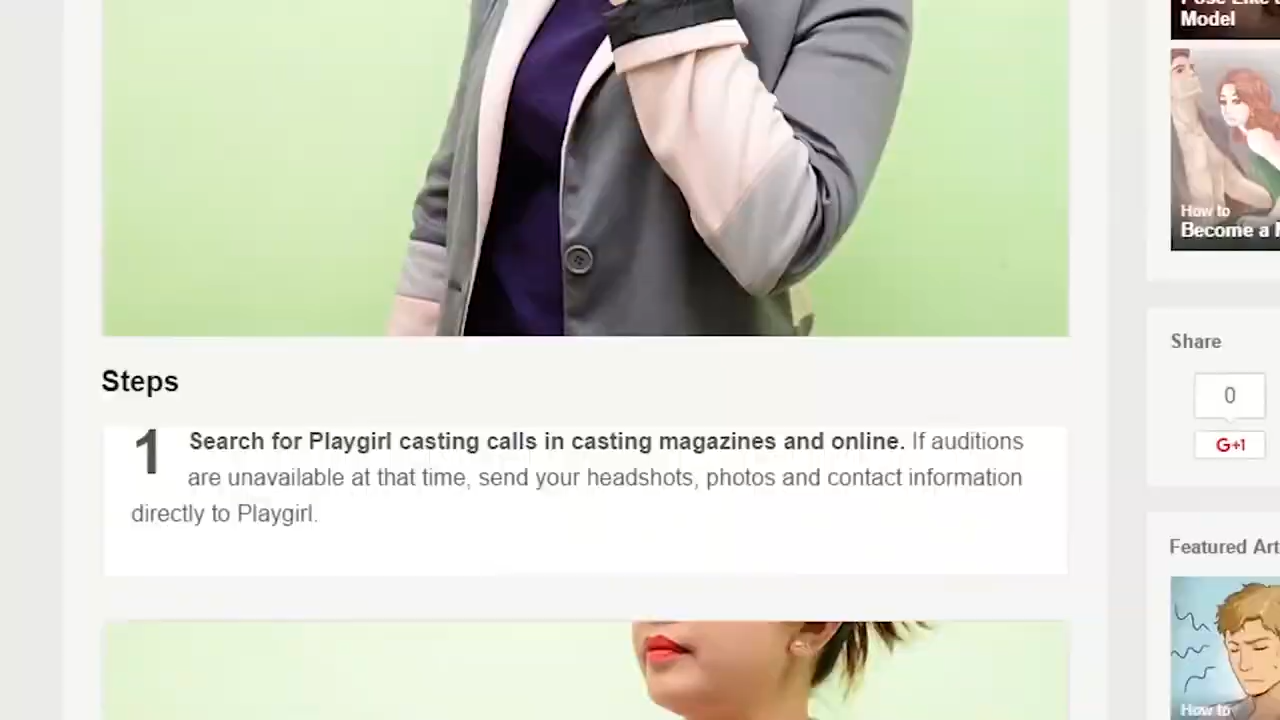 Model
How to
Become a
Steps
1 Search for Playgirl casting calls in casting magazines and online. If auditions
are unavailable at that time, send your headshots, photos and contact information
directly to Playgirl.
Share
0
G+1
Featured
How to